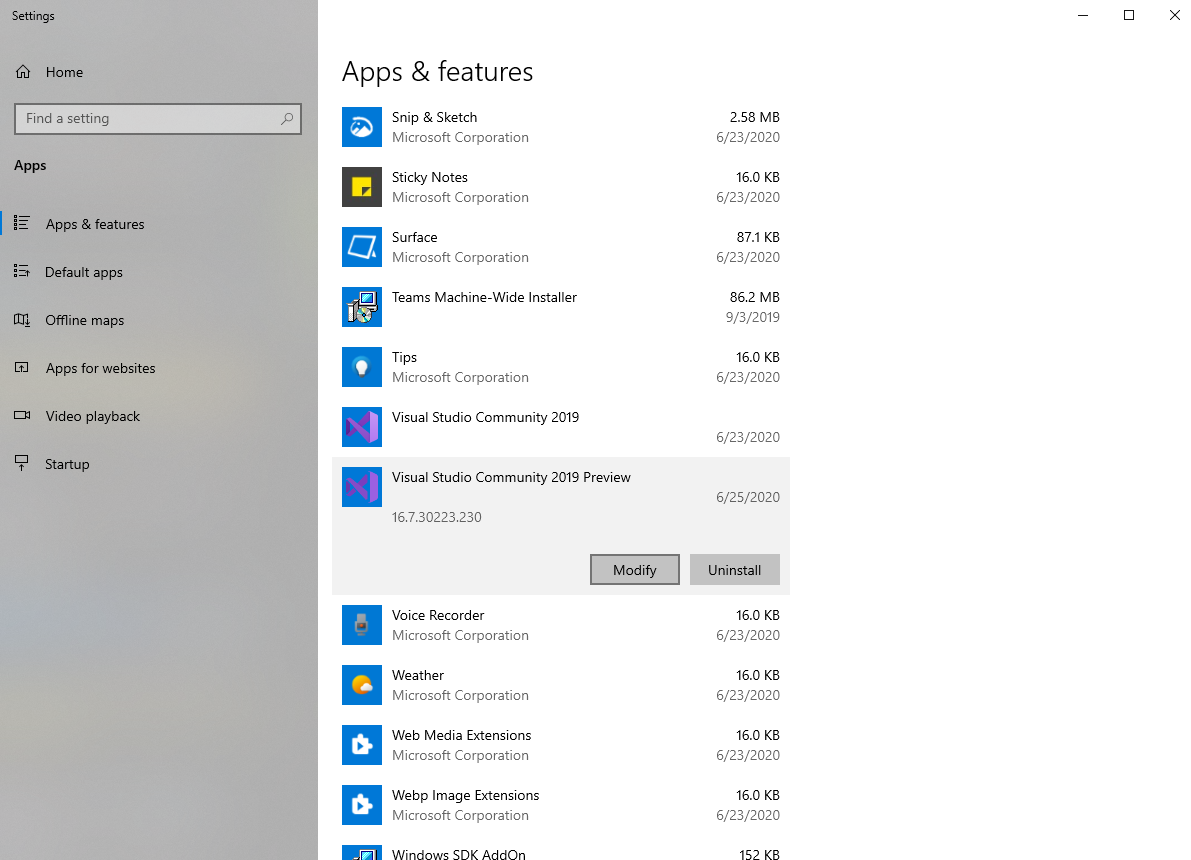 Settings
Home
Find a setting
Apps
Apps & features
Default apps
Offline maps
Apps for websites
Video playback
Startup
Apps & features
Snip & Sketch 2.58 MB
Microsoft Corporation 6/23/2020
Sticky Notes 16.0 KB
Microsoft Corporation 6/23/2020
Surface 87.1 KB
Microsoft Corporation 6/23/2020
Teams Machine-Wide Installer 86.2 MB
9/3/2019
Tips 16.0 KB
Microsoft Corporation 6/23/2020
Visual Studio Community 2019
6/23/2020
Visual Studio Community 2019 Preview
6/25/2020
16.7.30223.230
Modify Uninstall
Voice Recorder 16.0 KB
Microsoft Corporation 6/23/2020
Weather 16.0 KB
Microsoft Corporation 6/23/2020
Web Media Extensions 16.0 KB
Microsoft Corporation 6/23/2020
Webp Image Extensions 16.0 KB
Microsoft Corporation 6/23/2020
Windows SDK AddOn 152 KB